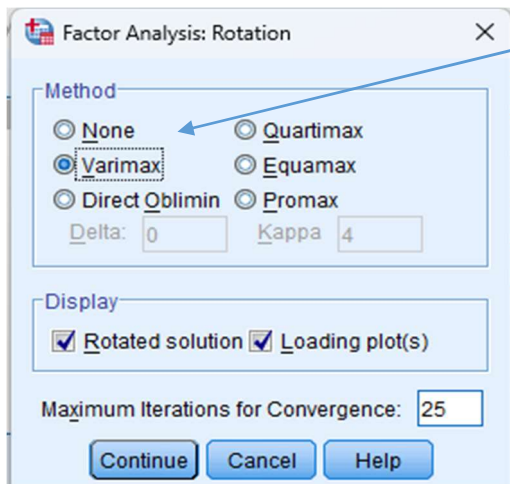 Factor Analysis: Rotation
Method
None Quartimax
Varimax Equamax
Direct Oblimin Promax
Delta: 0 Kappa 4
Display
Rotated solution Loading plot(s)
Maximum Iterations for Convergence: 25
Continue Cancel Help